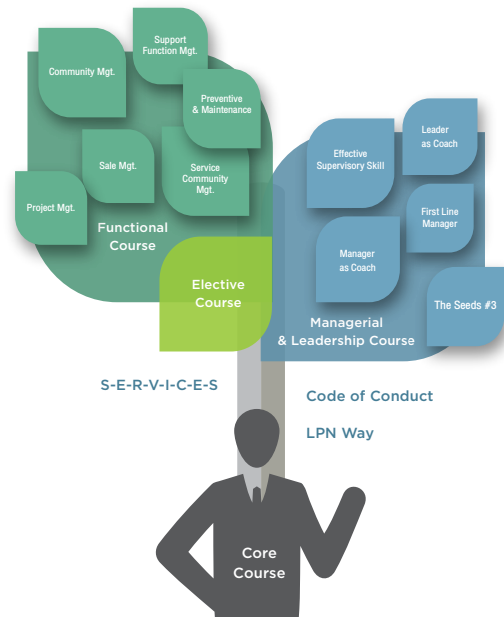 Support
Function Mgt.
Community Mgt.
Preventive
& Maintenance
Sale Mgt.
Service
Community
Mgt.
Project Mgt.
Functional
Course
Elective
Course
Leader
as Coach
Effective
Supervisory Skill
First Line
Manager
Manager
as Coach
The Seeds #3
Managerial
& Leadership Course
S-E-R-V-I-C-E-S
Code of Conduct
LPN Way
Core
Course